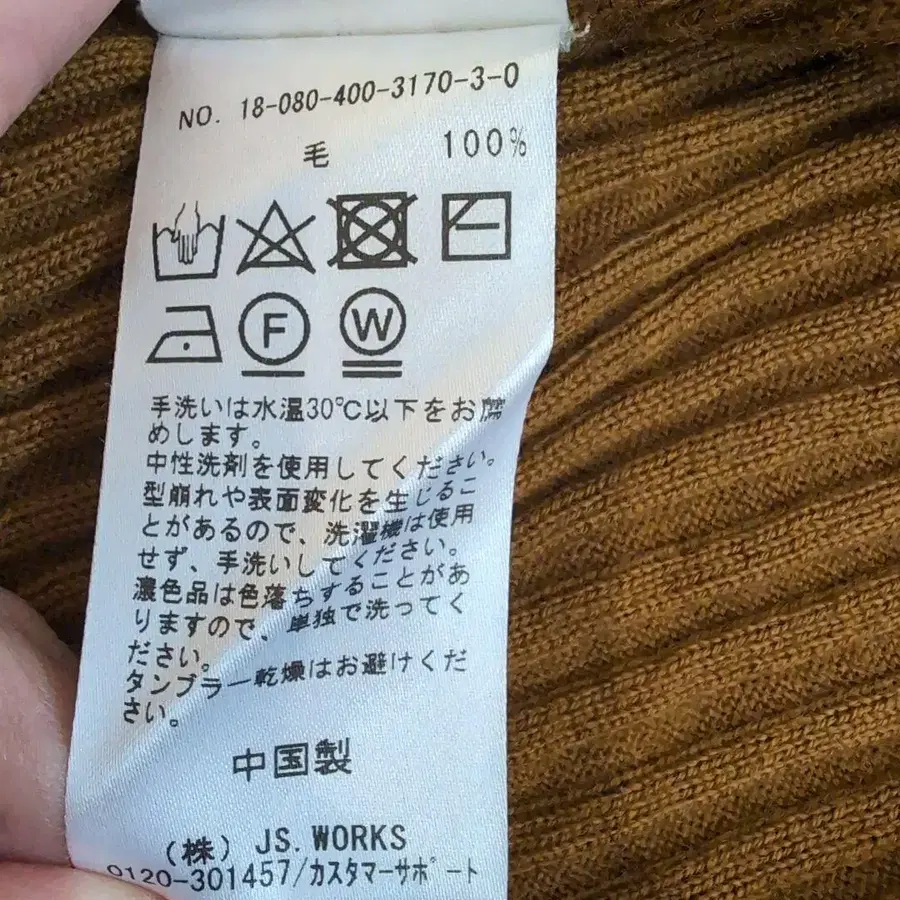 NO. 18-080-400-3170-3-0
毛 100%
F W
手洗いは水温30℃以下をお薦
めします。
中性洗剤を使用してください。
型崩れや表面変化を生じるこ
とがあるので、洗濯機は使用
せず、手洗いしてください。
濃色品は色落ちすることがあ
りますので、単独で洗ってく
ださい。
タンブラー乾燥はお避けくだ
さい。
中国製
(株) JS.WORKS
0120-301457/カスタマーサポート